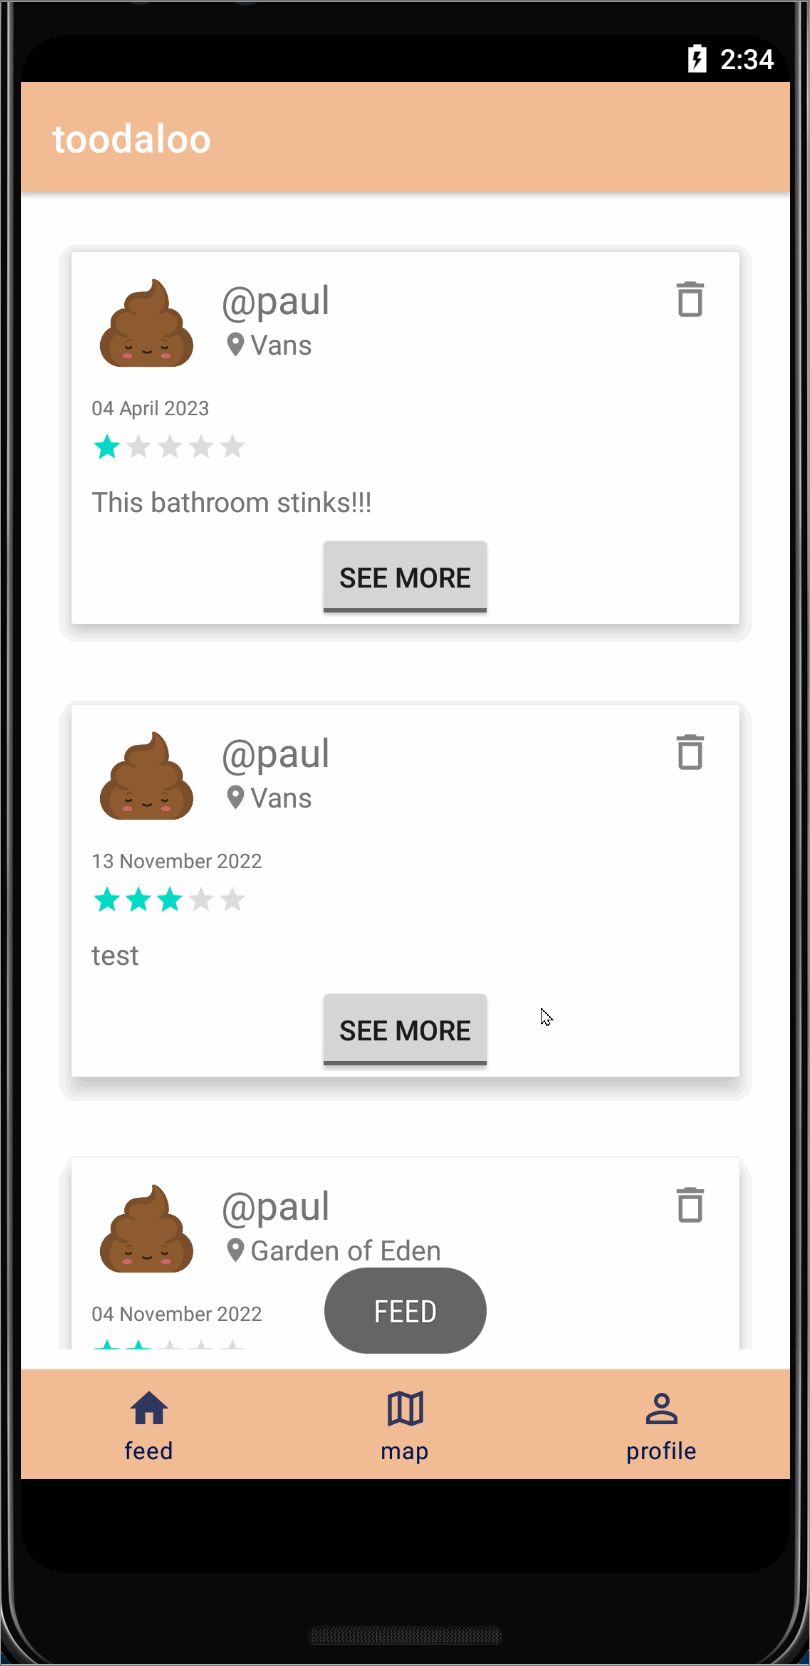 2:34
toodaloo
@paul
Vans
04 April 2023
This bathroom stinks!!!
SEE MORE
@paul
Vans
13 November 2022
test
SEE MORE
@paul
Garden of Eden
04 November 2022
FEED
feed
map
profile